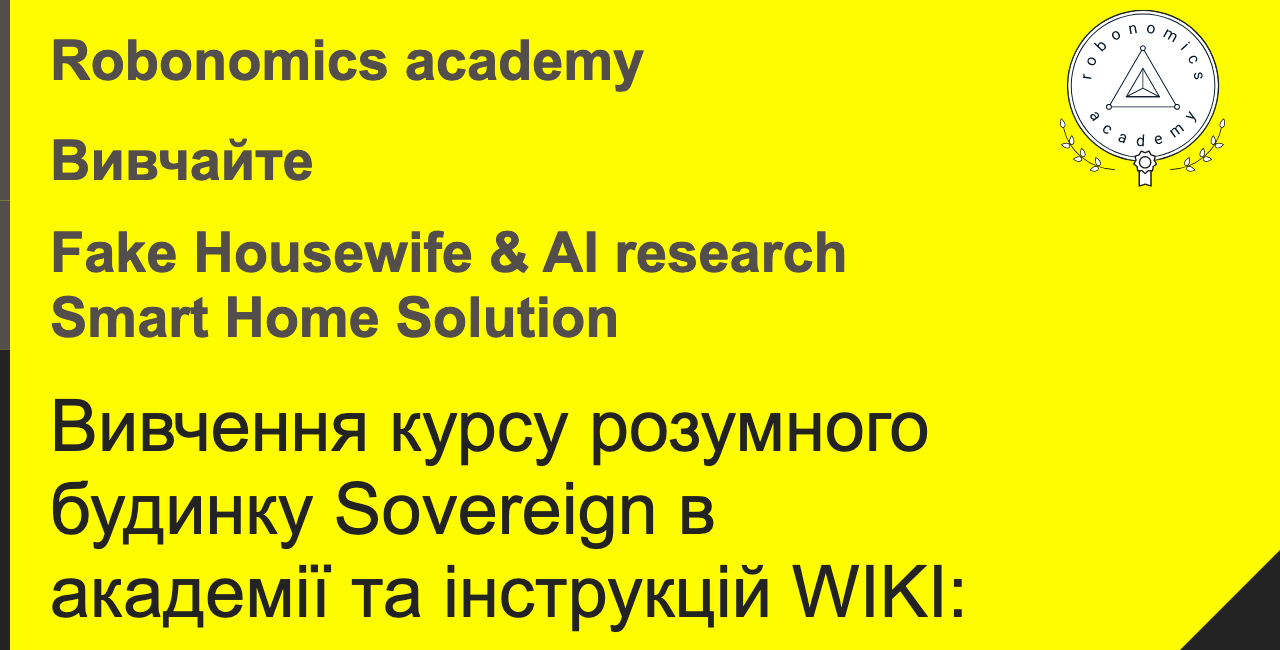 Robonomics academy
robonomics
academy
Вивчайте
Fake Housewife & AI research
Smart Home Solution
Вивчення курсу розумного
будинку Sovereign в
академії та інструкцій WIKI: